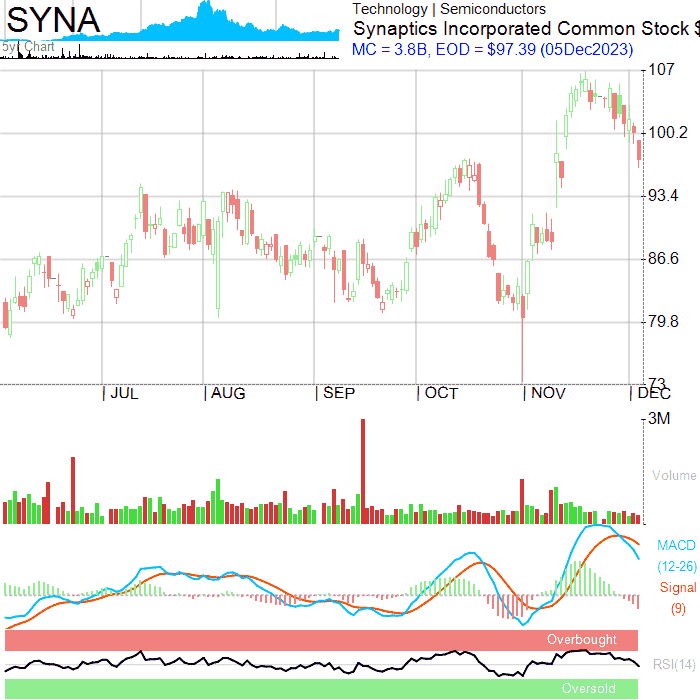 SYNA
5yr Chart
Technology | Semiconductors
Synaptics Incorporated Common Stock $
MC = 3.8B, EOD = $97.39 (05Dec2023)
107
100.2
93.4
86.6
79.8
73
| JUL | AUG | SEP | OCT | NOV | DEC
3M
Volume
MACD
(12-26)
Signal
(9)
Overbought
RSI(14)
Oversold